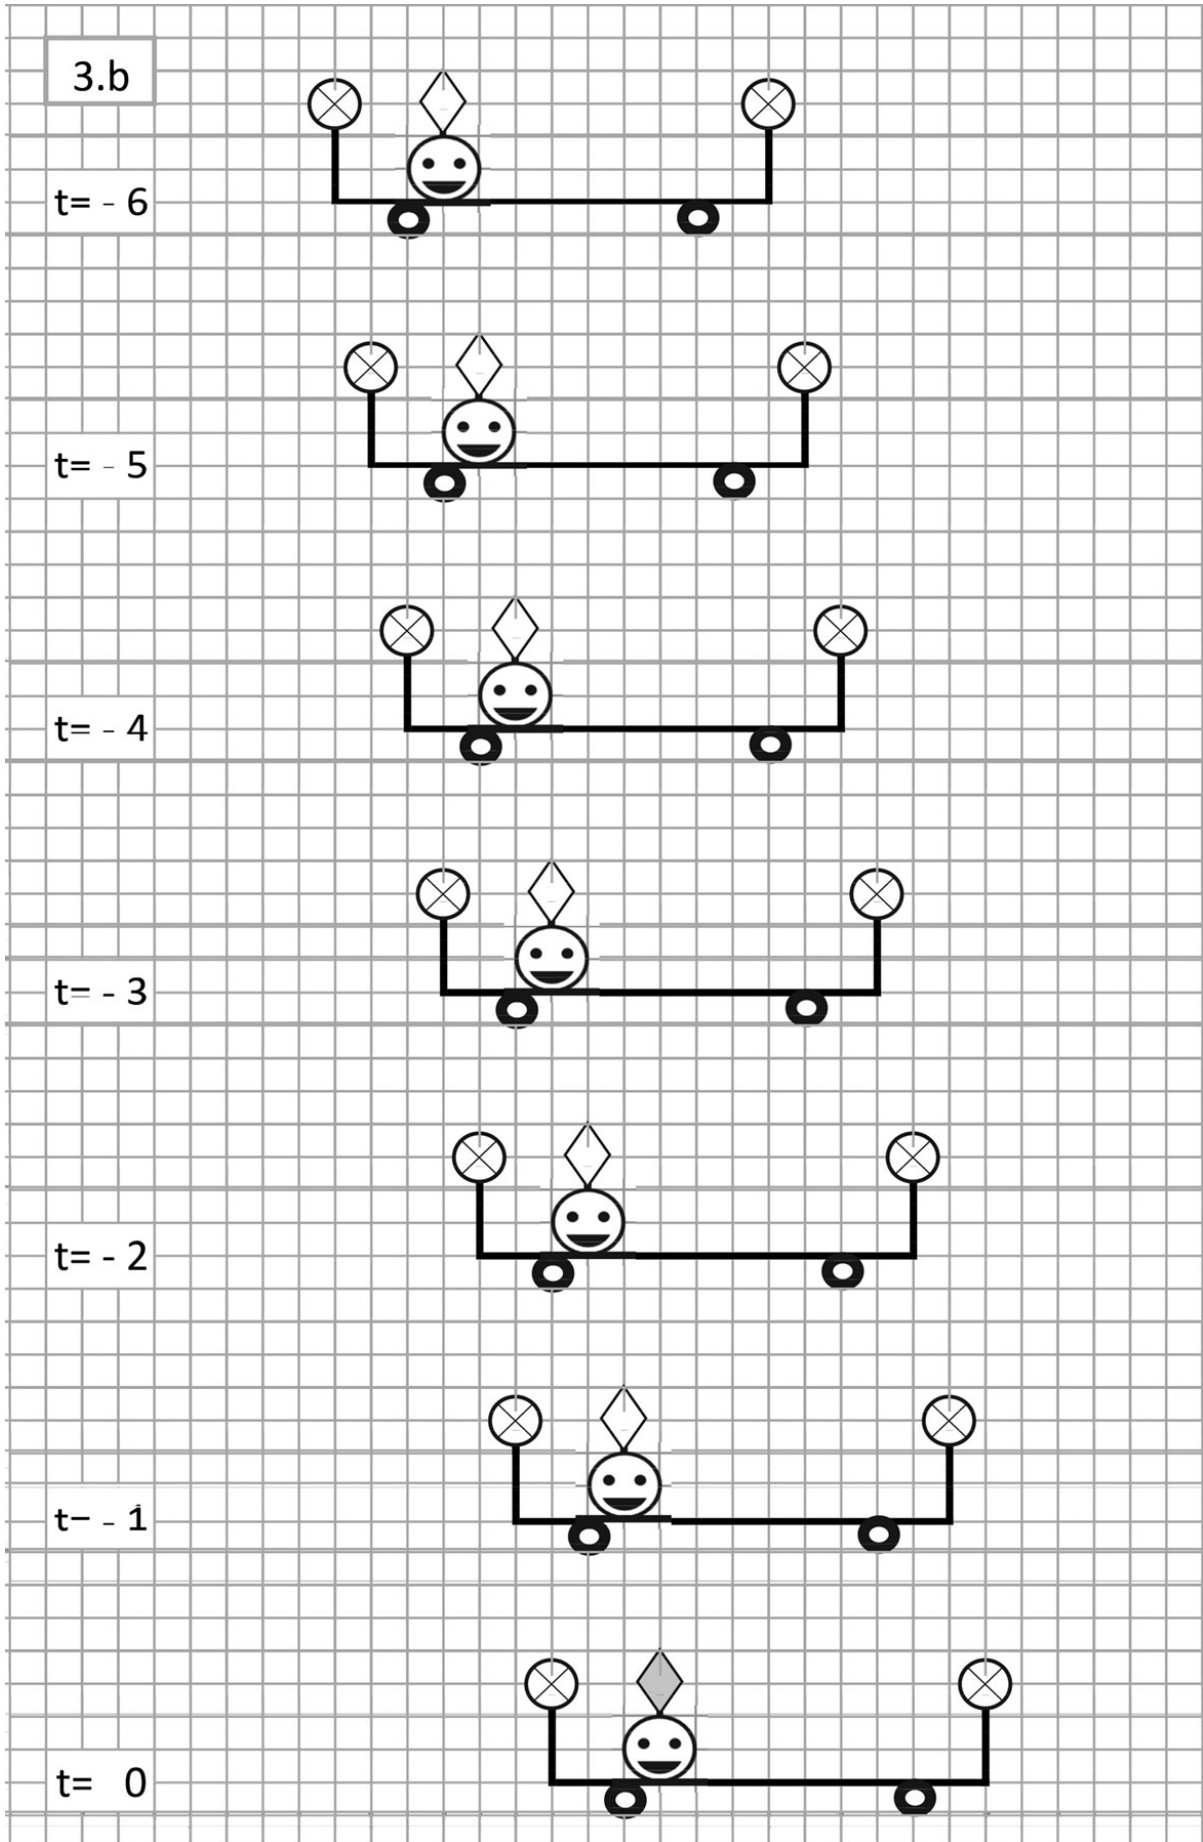 3.b
t= - 6
t= - 5
t= - 4
t= - 3
t= - 2
t− - 1
t= 0